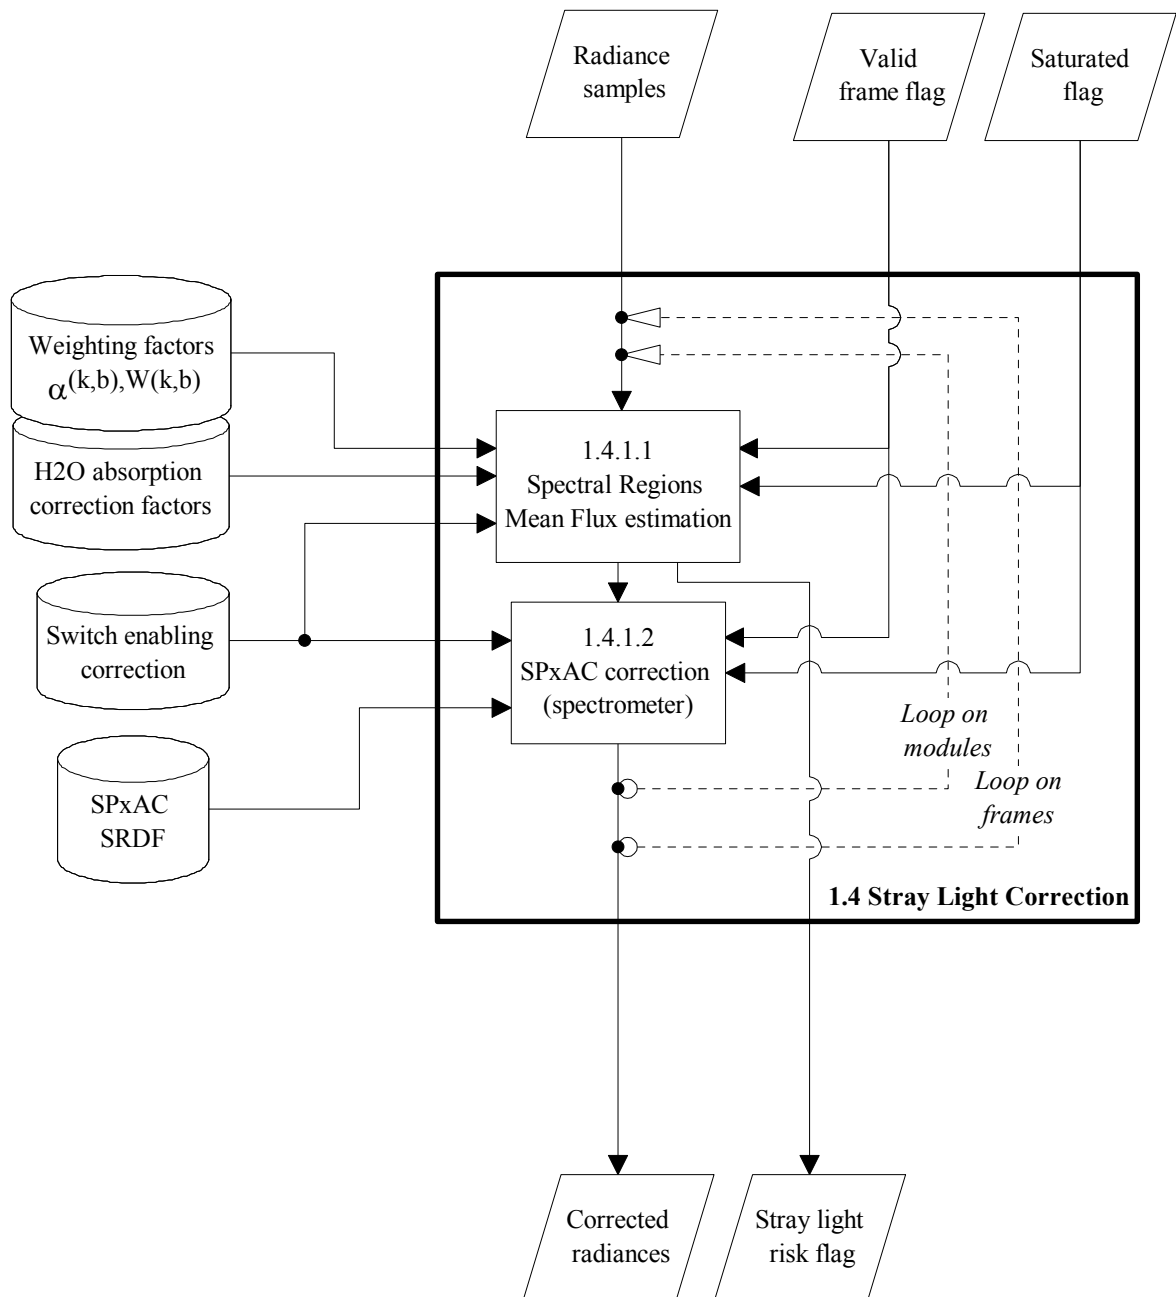 Radiance
samples
Valid
frame flag
Saturated
flag
Weighting factors
α(k,b),W(k,b)
H2O absorption
correction factors
1.4.1.1
Spectral Regions
Mean Flux estimation
Switch enabling
correction
1.4.1.2
SPxAC correction
(spectrometer)
Loop on
modules
Loop on
frames
SPxAC
SRDF
1.4 Stray Light Correction
Corrected
radiances
Stray light
risk flag